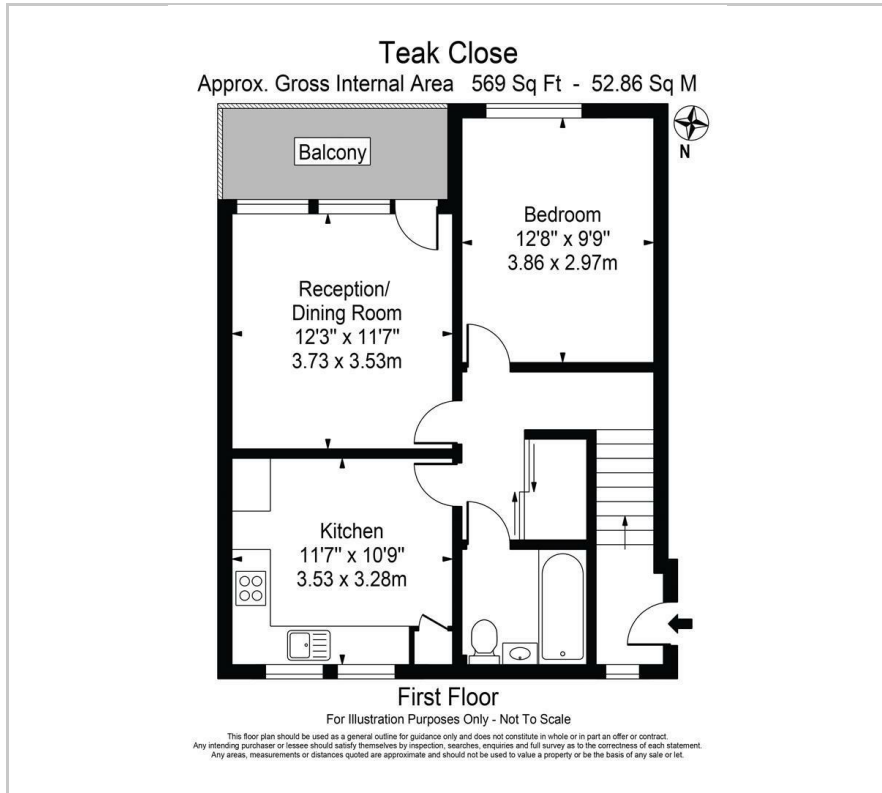 Teak Close
Approx. Gross Internal Area 569 Sq Ft - 52.86 Sq M
Balcony
N
Bedroom
12'8" x 9'9"
3.86 x 2.97m
Reception/
Dining Room
12'3" x 11'7"
3.73 x 3.53m
Kitchen
11'7" x 10'9"
3.53 x 3.28m
First Floor
For Illustration Purposes Only - Not To Scale
This floor plan should be used as a general outline for guidance only and does not constitute in whole or in part an offer or contract.
Any intending purchaser or lessee should satisfy themselves by inspection, searches, enquiries and full survey as to the correctness of each statement.
Any areas, measurements or distances quoted are approximate and should not be used to value a property or be the basis of any sale or let.